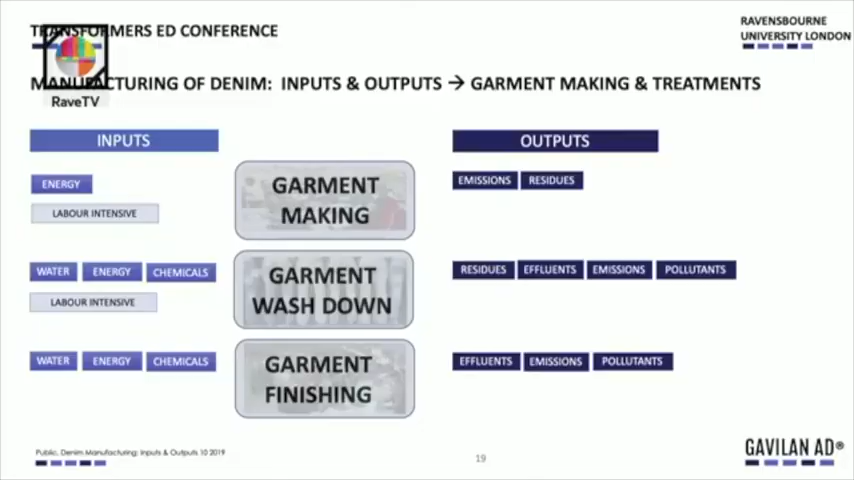 TRANSFORMERS ED CONFERENCE
RAVENSBOURNE
UNIVERSITY LONDON
MANUFACTURING OF DENIM: INPUTS & OUTPUTS → GARMENT MAKING & TREATMENTS
RaveTV
INPUTS
OUTPUTS
ENERGY
LABOUR INTENSIVE
GARMENT
MAKING
EMISSIONS RESIDUES
WATER ENERGY CHEMICALS
LABOUR INTENSIVE
GARMENT
WASH DOWN
RESIDUES EFFLUENTS EMISSIONS POLLUTANTS
WATER ENERGY CHEMICALS
GARMENT
FINISHING
EFFLUENTS EMISSIONS POLLUTANTS
Public, Denim Manufacturing; Inputs & Outputs 10 2019
19
GAVILAN AD®